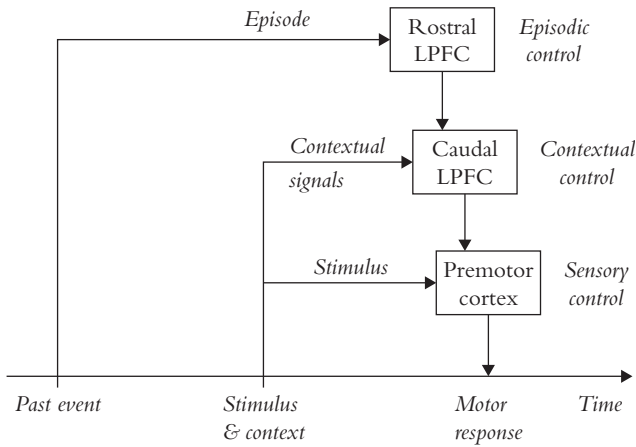 Episode
Rostral
LPFC
Episodic
control
Contextual
signals
Caudal
LPFC
Contextual
control
Stimulus
Premotor
cortex
Sensory
control
Past event
Stimulus
& context
Motor
response
Time